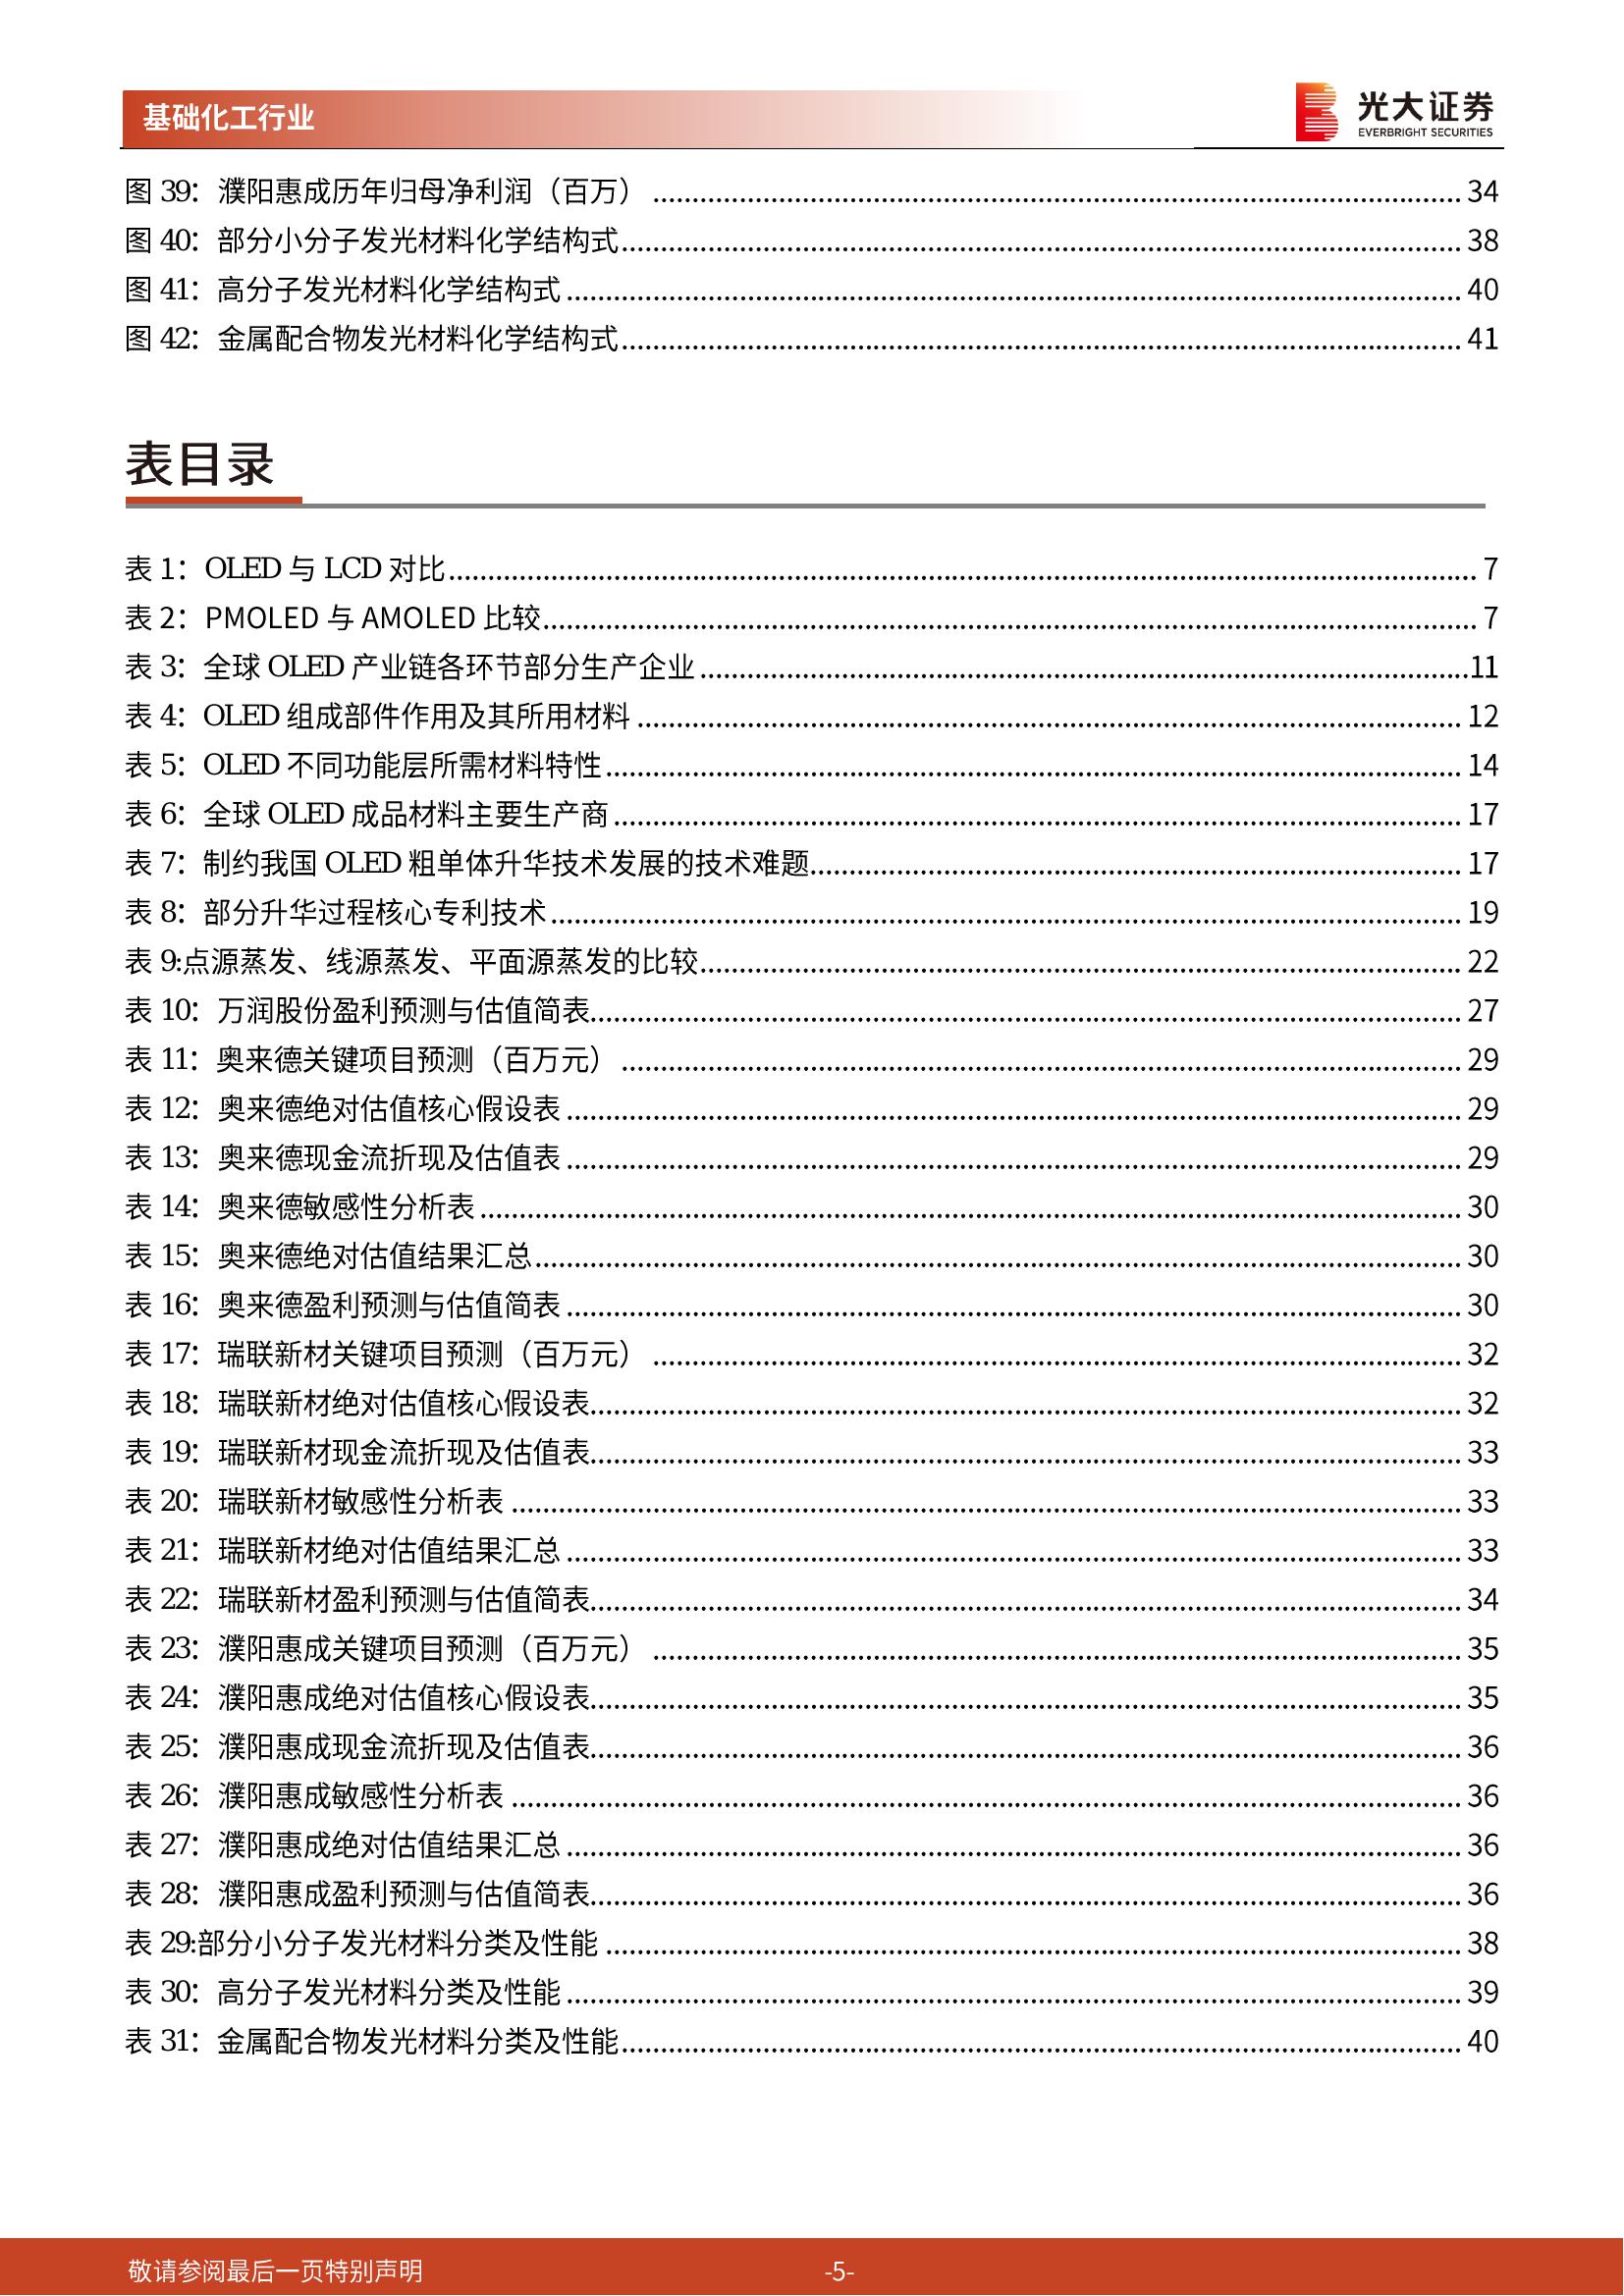 基础化工行业
光大证券
EVERBRIGHT SECURITIES
图 39：濮阳惠成历年归母净利润（百万） 34
图 40：部分小分子发光材料化学结构式 38
图 41：高分子发光材料化学结构式 40
图 42：金属配合物发光材料化学结构式 41
表目录
表 1：OLED 与 LCD 对比 7
表 2：PMOLED 与 AMOLED 比较 7
表 3：全球 OLED 产业链各环节部分生产企业 11
表 4：OLED 组成部件作用及其所用材料 12
表 5：OLED 不同功能层所需材料特性 14
表 6：全球 OLED 成品材料主要生产商 17
表 7：制约我国 OLED 粗单体升华技术发展的技术难题 17
表 8：部分升华过程核心专利技术 19
表 9:点源蒸发、线源蒸发、平面源蒸发的比较 22
表 10：万润股份盈利预测与估值简表 27
表 11：奥来德关键项目预测（百万元） 29
表 12：奥来德绝对估值核心假设表 29
表 13：奥来德现金流折现及估值表 29
表 14：奥来德敏感性分析表 30
表 15：奥来德绝对估值结果汇总 30
表 16：奥来德盈利预测与估值简表 30
表 17：瑞联新材关键项目预测（百万元） 32
表 18：瑞联新材绝对估值核心假设表 32
表 19：瑞联新材现金流折现及估值表 33
表 20：瑞联新材敏感性分析表 33
表 21：瑞联新材绝对估值结果汇总 33
表 22：瑞联新材盈利预测与估值简表 34
表 23：濮阳惠成关键项目预测（百万元） 35
表 24：濮阳惠成绝对估值核心假设表 35
表 25：濮阳惠成现金流折现及估值表 36
表 26：濮阳惠成敏感性分析表 36
表 27：濮阳惠成绝对估值结果汇总 36
表 28：濮阳惠成盈利预测与估值简表 36
表 29:部分小分子发光材料分类及性能 38
表 30：高分子发光材料分类及性能 39
表 31：金属配合物发光材料分类及性能 40
敬请参阅最后一页特别声明 -5-